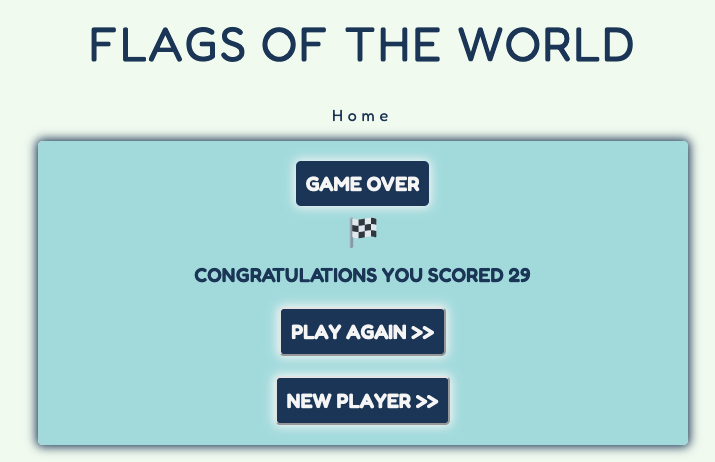 FLAGS OF THE WORLD
Home
GAME OVER
CONGRATULATIONS YOU SCORED 29
PLAY AGAIN >>
NEW PLAYER >>